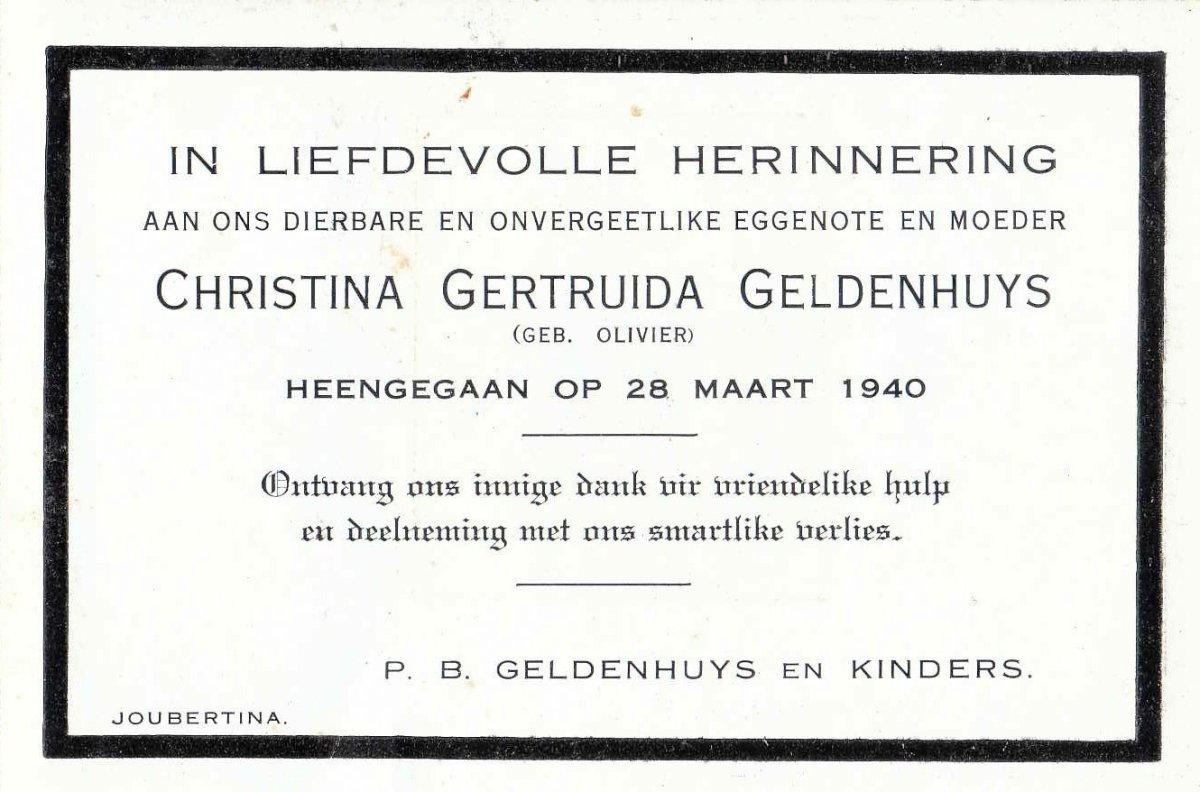 IN LIEFDEVOLLE HERINNERING
AAN ONS DIERBARE EN ONVERGEETLIKE EGGENOTE EN MOEDER
CHRISTINA GERTRUIDA GELDENHUYS
(GEB. OLIVIER)
HEENGEGAAN OP 28 MAART 1940
Ontvang ons innige dank vir vriendelike hulp
en deelneming met ons smartlike verlies.
P. B. GELDENHUYS EN KINDERS.
JOUBERTINA.